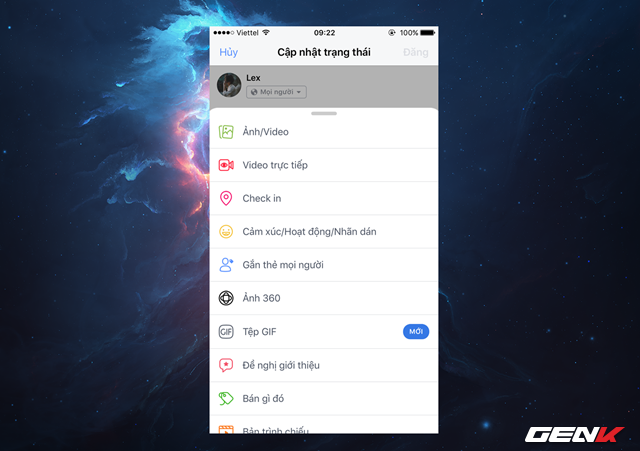 Viettel 09:22 100%
Hủy Cập nhật trạng thái Đăng
Lex
Mọi người
Ảnh/Video
Video trực tiếp
Check in
Cảm xúc/Hoạt động/Nhãn dán
Gắn thẻ mọi người
Ảnh 360
GIF Tệp GIF MỚI
Đề nghị giới thiệu
Bán gì đó
Bản trình chiếu
GENK